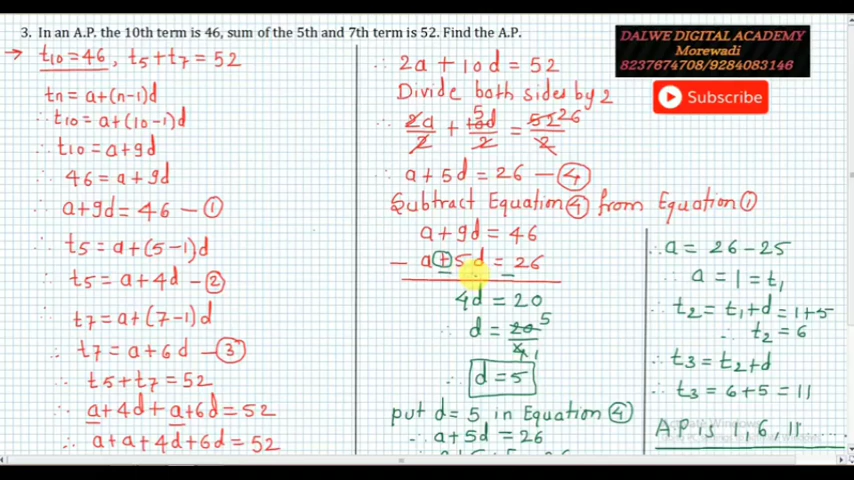 3. In an A.P. the 10th term is 46, sum of the 5th and 7th term is 52. Find the A.P.
→ t10 = 46, t5 + t7 = 52
tn = a+(n-1)d
∴ t10 = a+(10-1)d
∴ t10 = a+9d
∴ 46 = a+9d
a+9d = 46 — ①
∴ t5 = a+(5-1)d
t5 = a+4d — ②
t7 = a+(7-1)d
∴ t7 = a+6d — ③
∴ t5+t7 = 52
∴ a+4d+a+6d = 52
∴ a+a+4d+6d = 52
∴ 2a + 10d = 52
Divide both sides by 2
∴ 2a/2 + 10d/2 5 = 52/2 26
a + 5d = 26 — ④
Subtract Equation ④ from Equation ①
a + 9d = 46
− a + 5d = 26
− −
4d = 20
∴ d = 20/4 5 1
∴ d = 5
put d = 5 in Equation ④
∴ a+5d = 26
∴ a = 26 - 25
∴ a = 1 = t1
∴ t2 = t1+d = 1+5
∴ t2 = 6
∴ t3 = t2+d
∴ t3 = 6+5 = 11
A P is 1, 6, 11, ....
DALWE DIGITAL ACADEMY
Morewadi
8237674708/9284083146
Subscribe